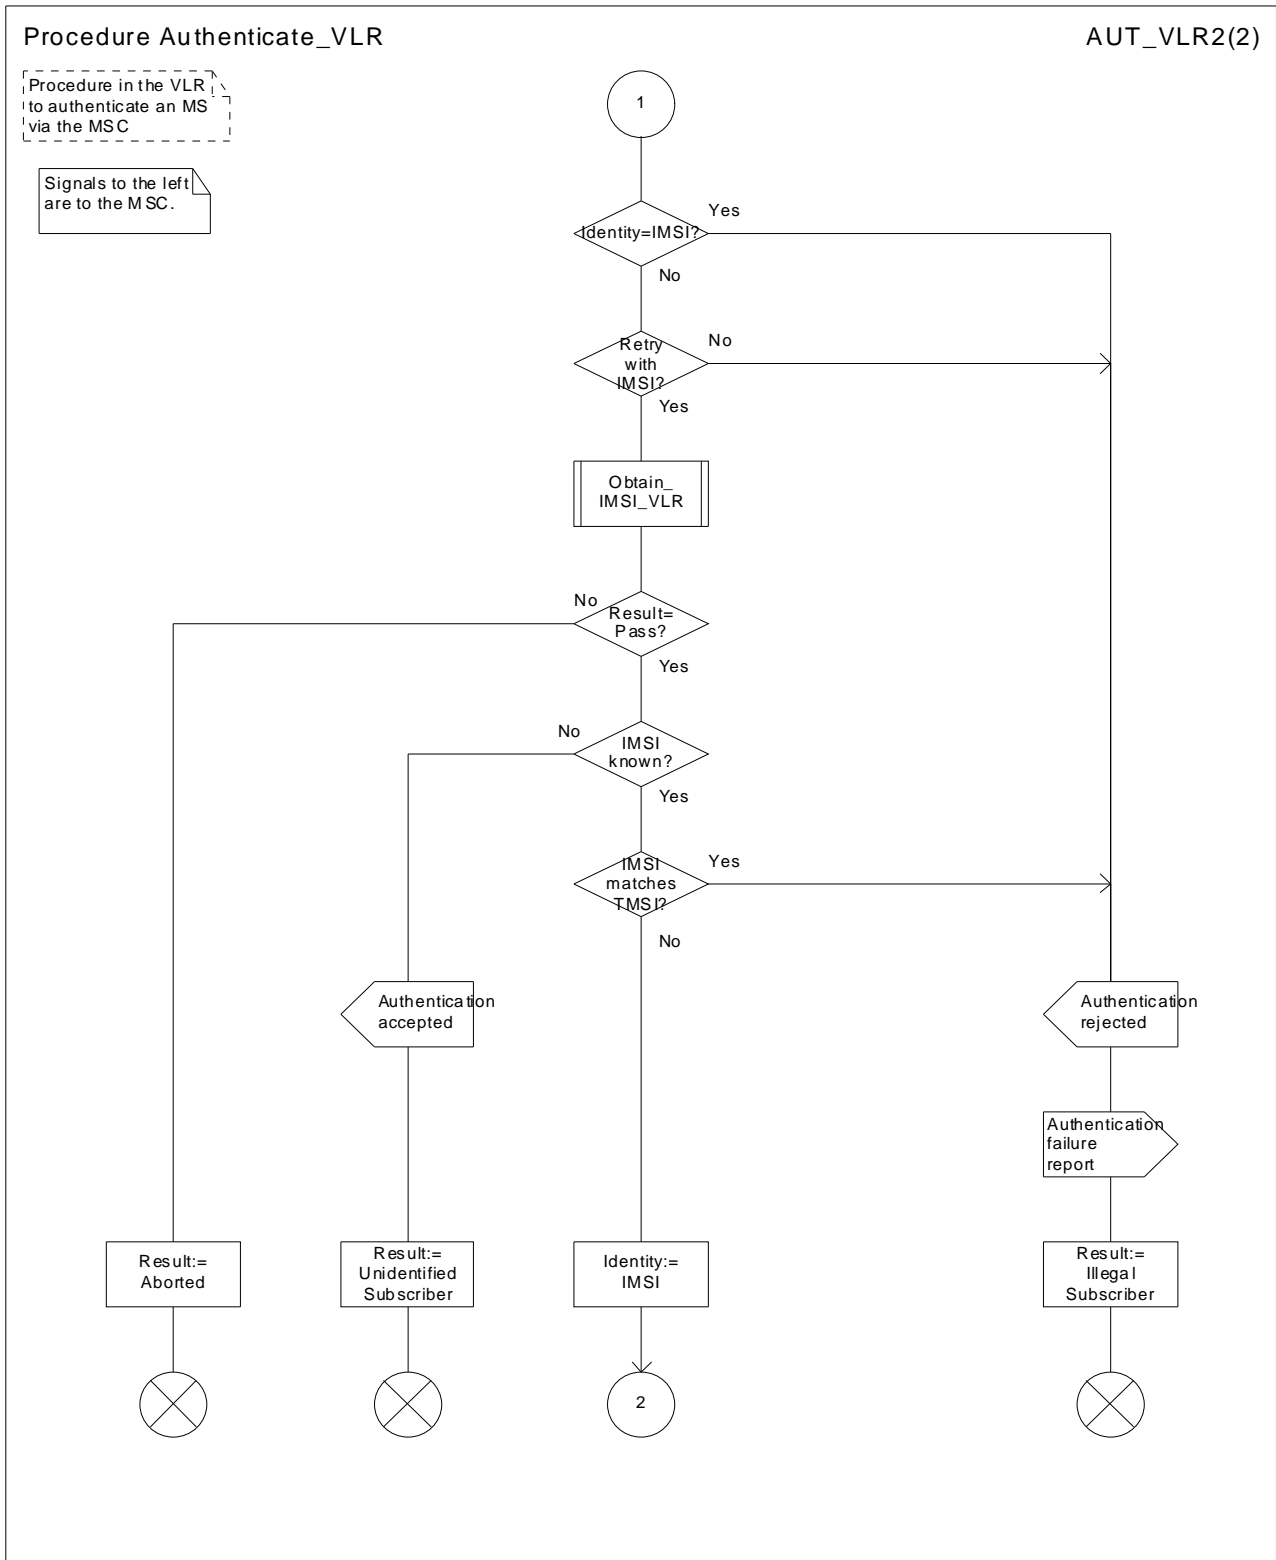 Procedure Authenticate_VLR
AUT_VLR2(2)
Procedure in the VLR
to authenticate an MS
via the MSC
1
Signals to the left
are to the MSC.
Yes
Identity=IMSI?
No
Retry
with
IMSI?
No
Yes
Obtain_
IMSI_VLR
No
Result=
Pass?
Yes
No
IMSI
known?
Yes
IMSI
matches
TMSI?
Yes
No
Authentication
accepted
Authentication
rejected
Authentication
failure
report
Result:=
Aborted
Result:=
Unidentified
Subscriber
Identity:=
IMSI
Result:=
Illegal
Subscriber
2